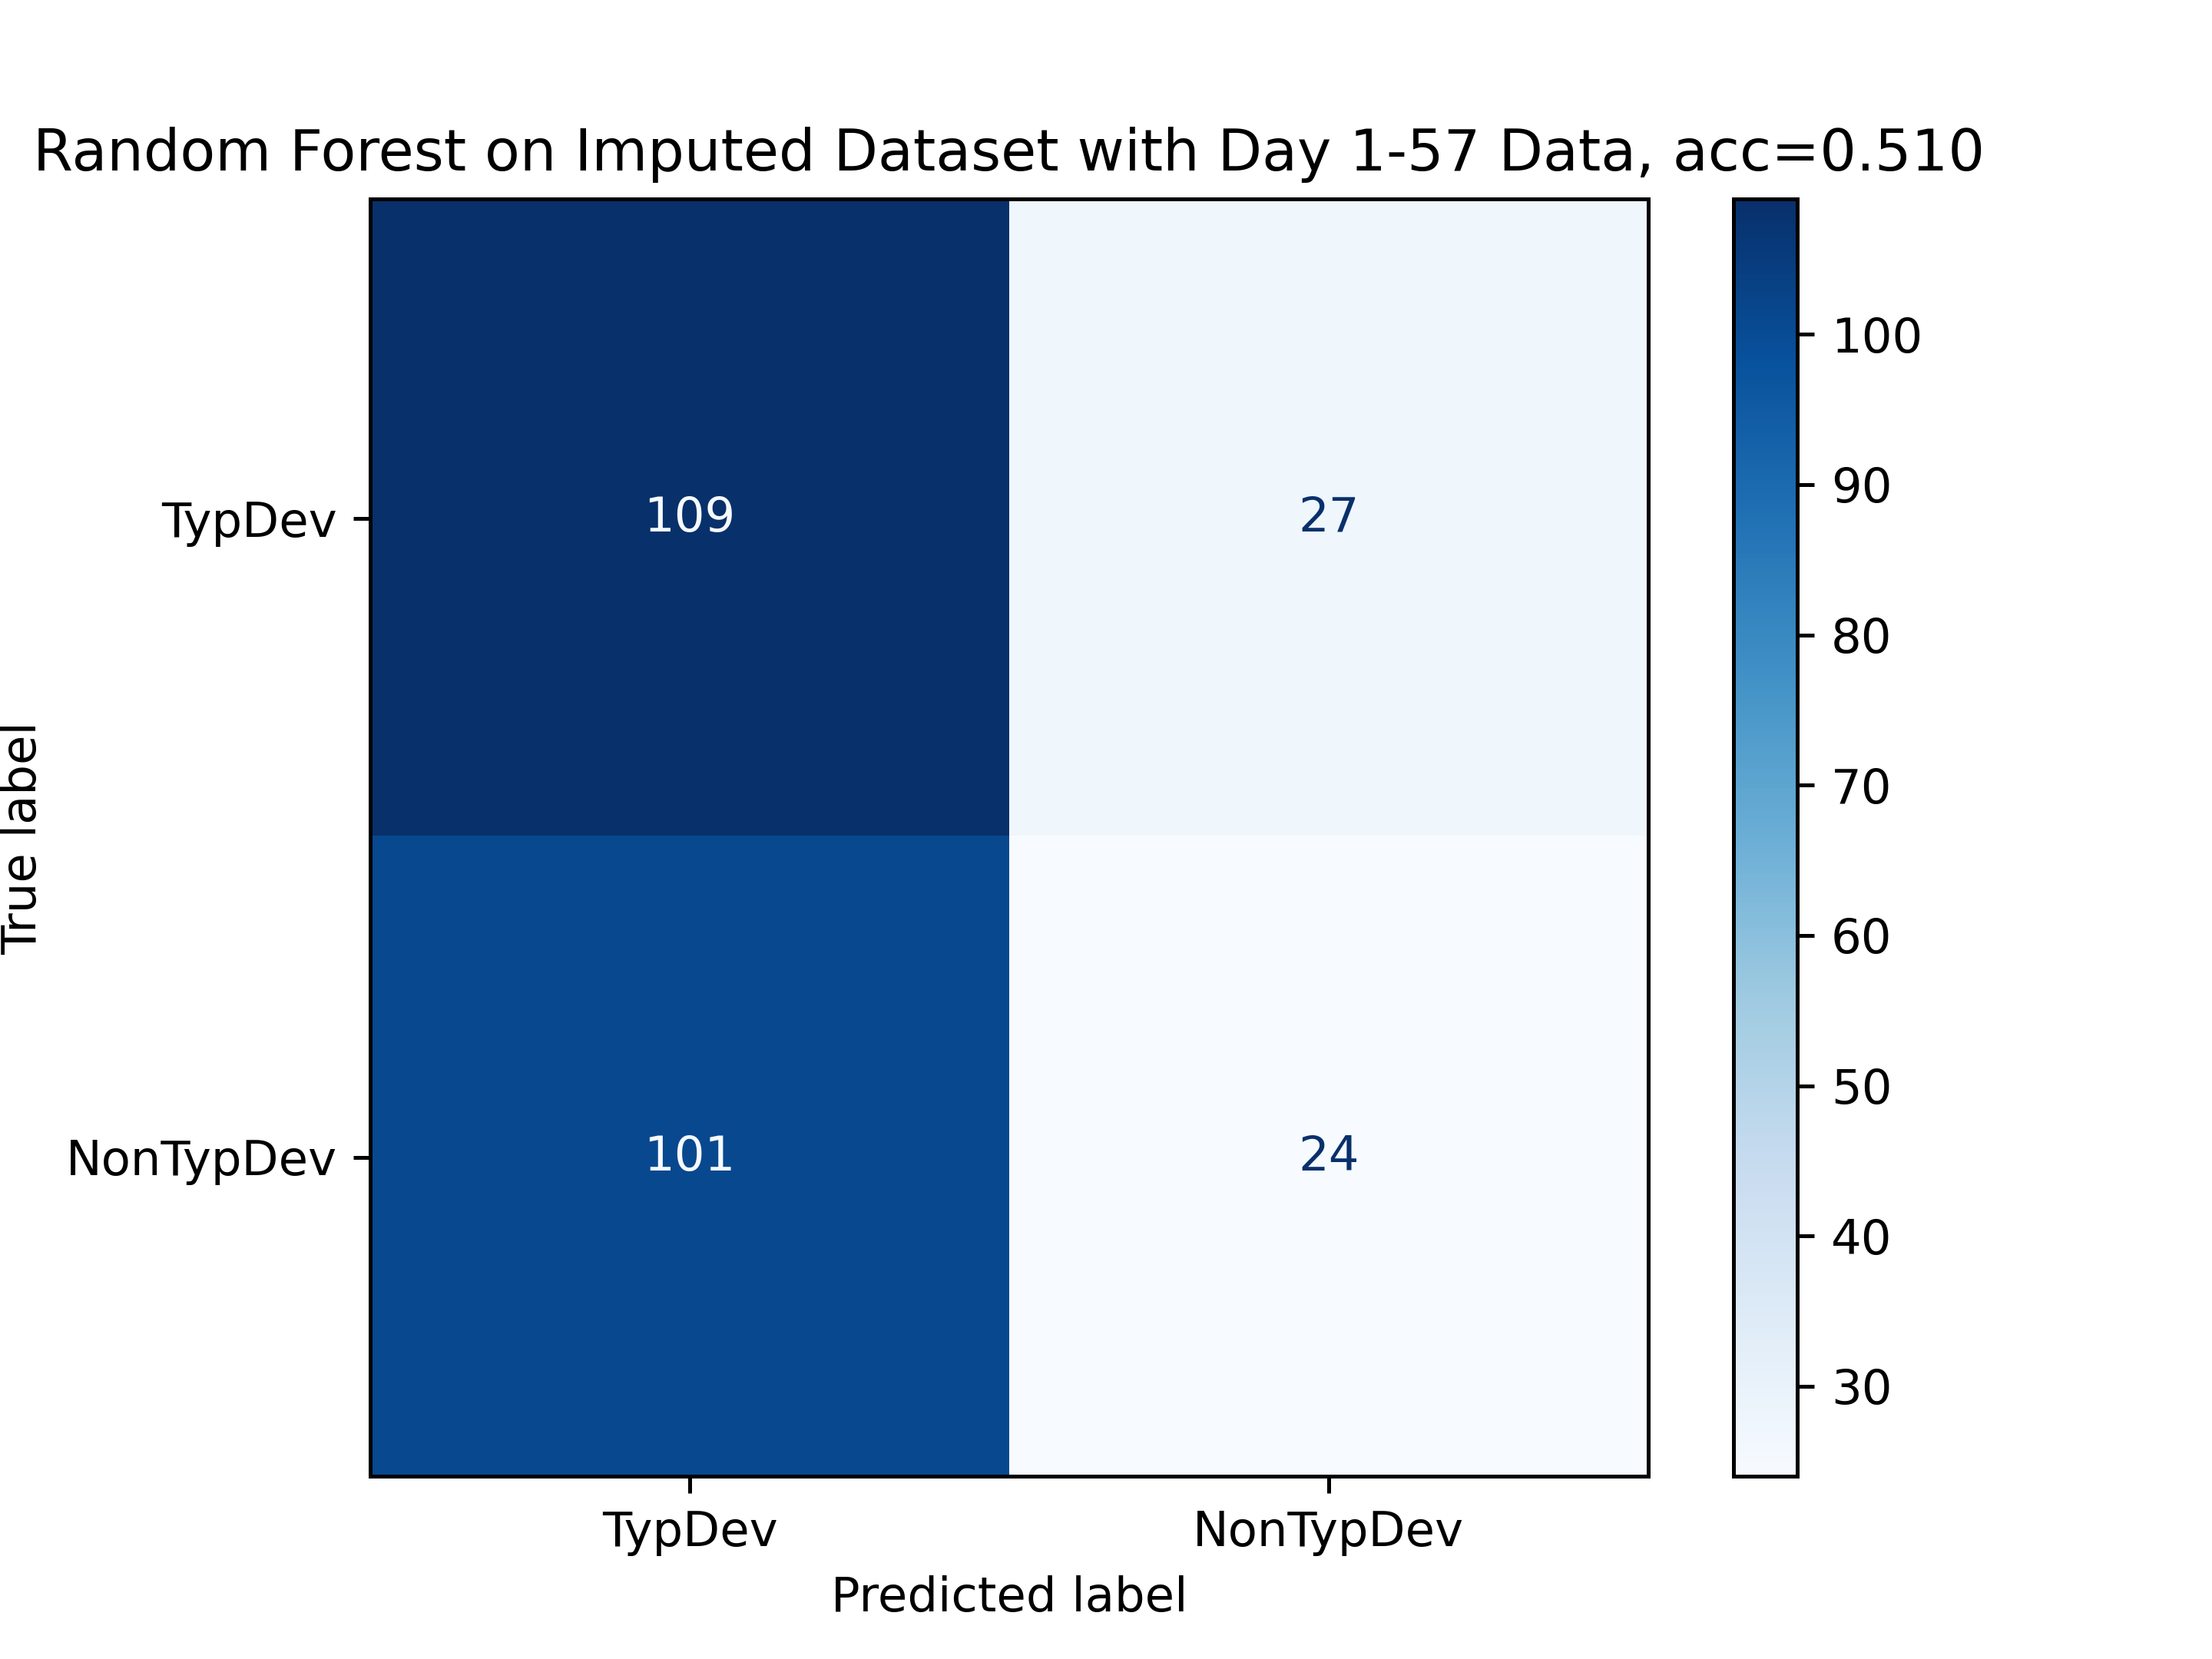 Random Forest on Imputed Dataset with Day 1-57 Data, acc=0.510
True label
TypDev
109
27
NonTypDev
101
24
TypDev
NonTypDev
Predicted label
100
90
80
70
60
50
40
30